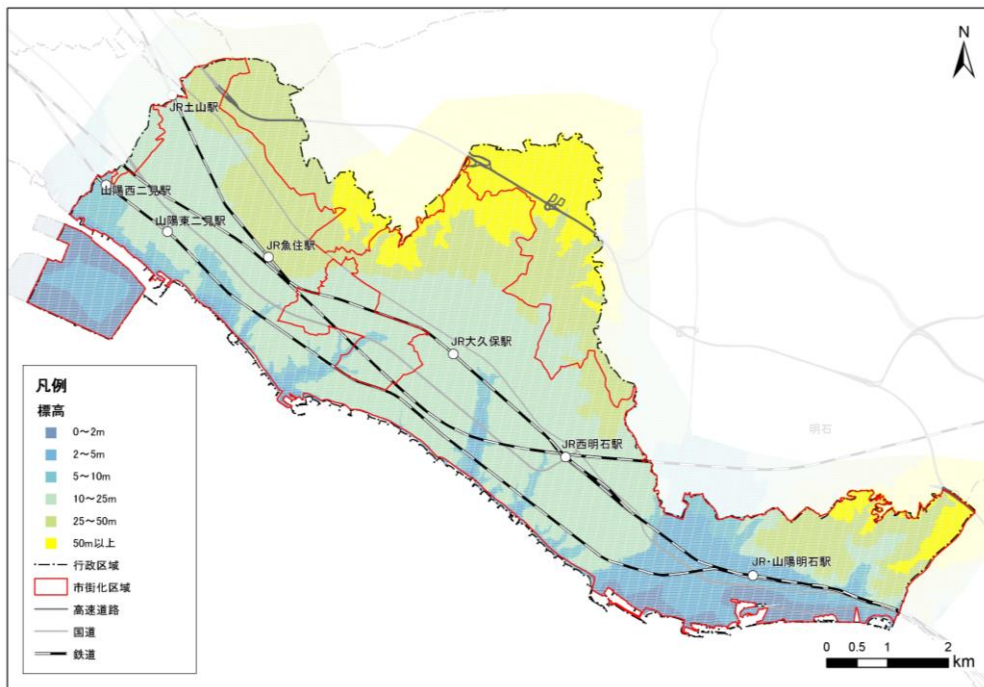 N
JR土山駅
山陽西二見駅
山陽東二見駅
JR魚住駅
JR大久保駅
JR西明石駅
明石
JR・山陽明石駅
凡例
標高
0～2m
2～5m
5～10m
10～25m
25～50m
50m以上
行政区域
市街化区域
高速道路
国道
鉄道
0 0.5 1 2
km